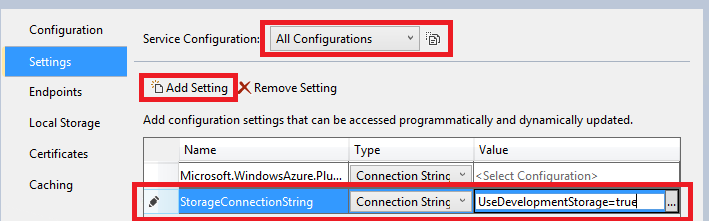 Configuration
Settings
Endpoints
Local Storage
Certificates
Caching
Service Configuration: All Configurations
Add Setting Remove Setting
Add configuration settings that can be accessed programmatically and dynamically updated.
Name Type Value
Microsoft.WindowsAzure.Plu... Connection String <Select Configuration>
StorageConnectionString Connection String UseDevelopmentStorage=true ...